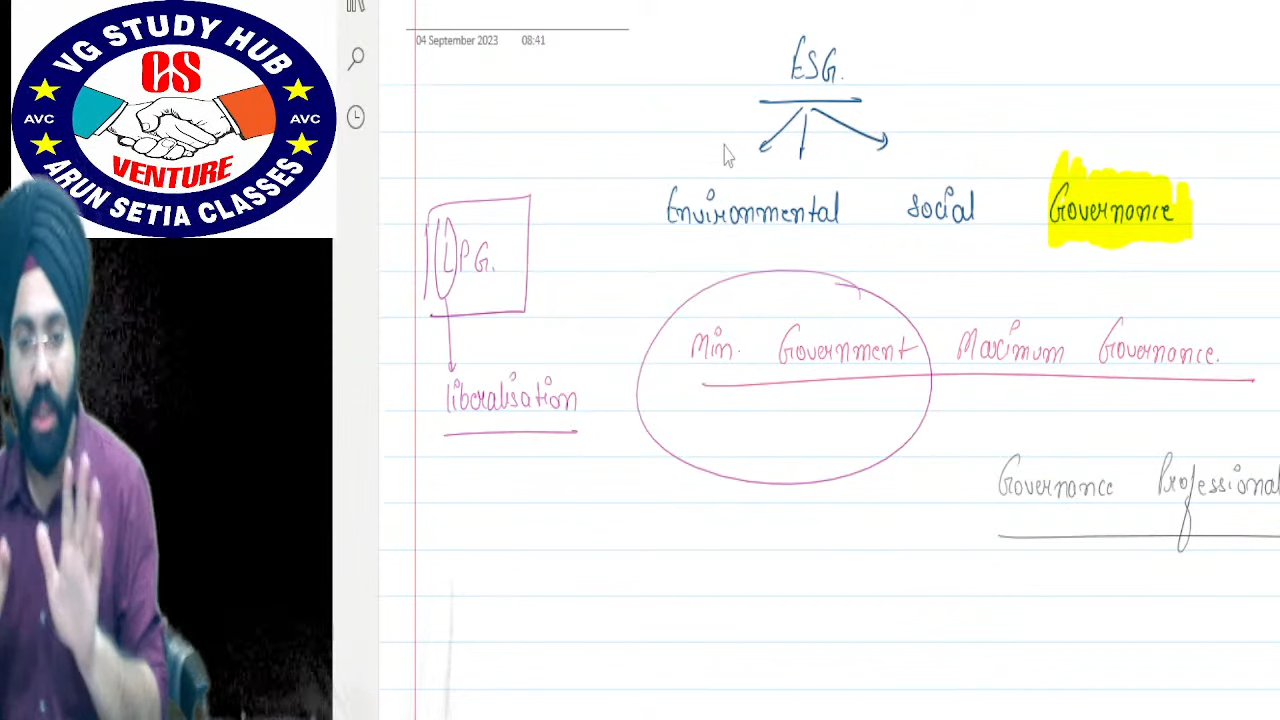 VG STUDY HUB
CS
AVC
AVC
VENTURE
ARUN SETIA CLASSES
04 September 2023 08:41
ESG.
Environmental Social Governance
LPG.
Min. Government Maximum Governance.
liberalisation
Governance Professional